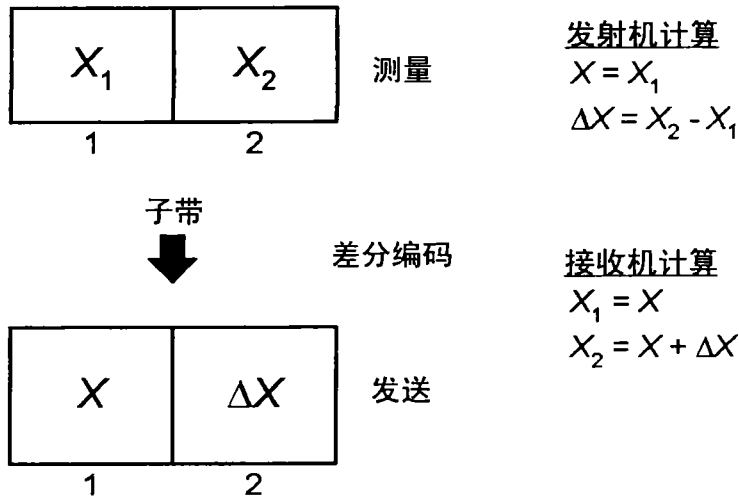 X₁ X₂ 测量
1 2
发射机计算
X = X₁
ΔX = X₂ - X₁
子带
差分编码
接收机计算
X₁ = X
X₂ = X + ΔX
X ΔX 发送
1 2